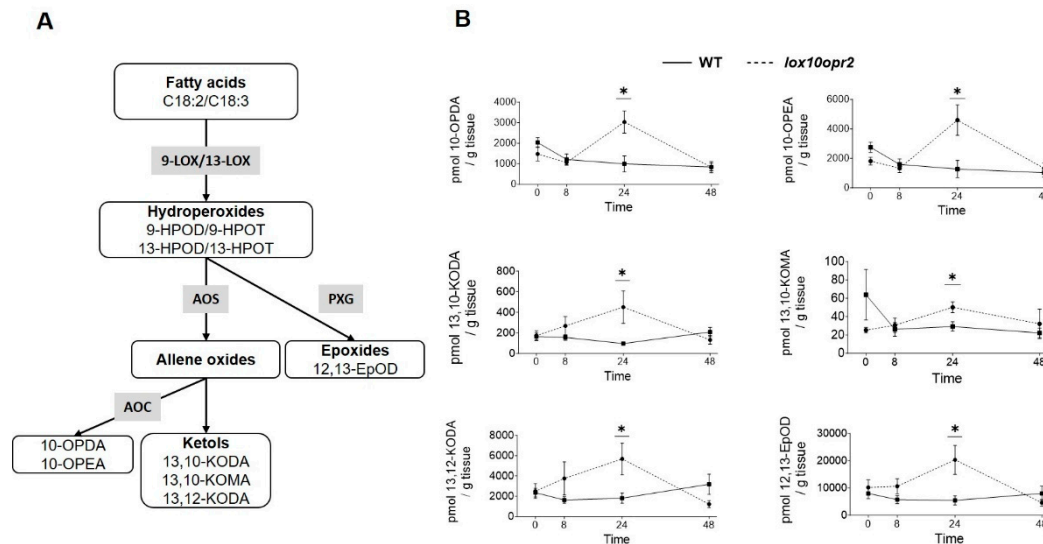 A
Fatty acids
C18:2/C18:3
9-LOX/13-LOX
Hydroperoxides
9-HPOD/9-HPOT
13-HPOD/13-HPOT
AOS
PXG
Allene oxides
Epoxides
12,13-EpOD
AOC
10-OPDA
10-OPEA
Ketols
13,10-KODA
13,10-KOMA
13,12-KODA
B
WT
lox10opr2
pmol 10-OPDA
/ g tissue
4000
3000
2000
1000
0
*
0 8 24 48
Time
pmol 10-OPEA
/ g tissue
6000
4000
2000
0
*
0 8 24 48
Time
pmol 13,10-KODA
/ g tissue
800
600
400
200
0
*
0 8 24 48
Time
pmol 13,10-KOMA
/ g tissue
100
80
60
40
20
0
*
0 8 24 48
Time
pmol 13,12-KODA
/ g tissue
8000
6000
4000
2000
0
*
0 8 24 48
Time
pmol 12,13-EpOD
/ g tissue
30000
20000
10000
0
*
0 8 24 48
Time